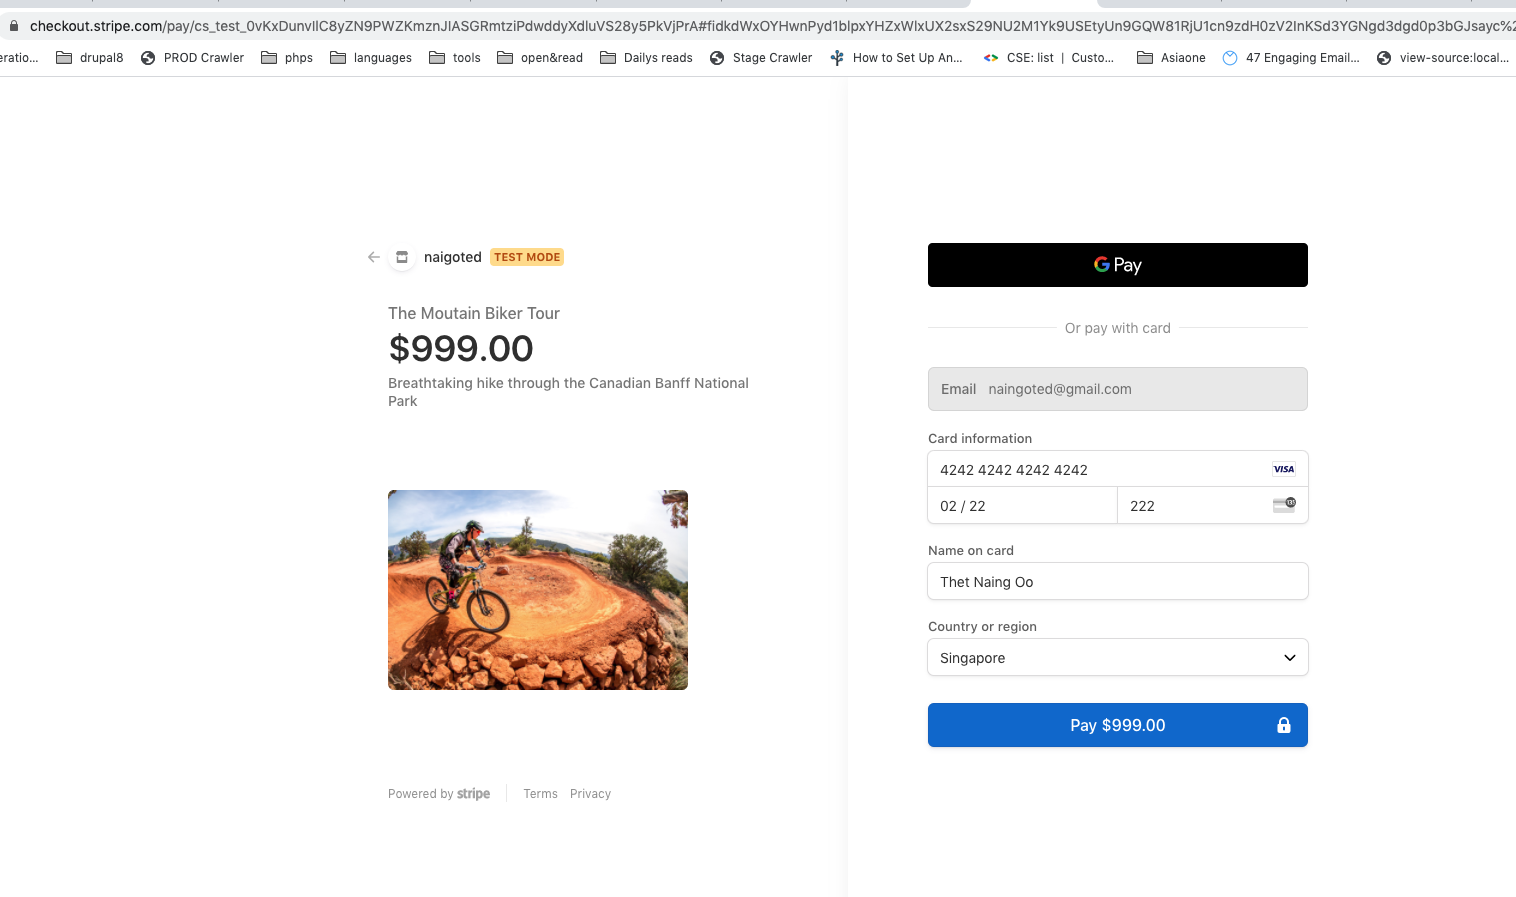 checkout.stripe.com/pay/cs_test_0vKxDunvllC8yZN9PWZKmznJIASGRmtziPdwddyXdluVS28y5PkVjPrA#fidkdWxOYHwnPyd1blpxYHZxWlxUX2sxS29NU2M1Yk9USEtyUn9GQW81RjU1cn9zdH0zV2lnKSd3YGNgd3dgd0p3bGJsayc%2
eratio... drupal8 PROD Crawler phps languages tools open&read Dailys reads Stage Crawler How to Set Up An... CSE: list | Custo... Asiaone 47 Engaging Email... view-source:local...
naigoted TEST MODE
The Moutain Biker Tour
$999.00
Breathtaking hike through the Canadian Banff National
Park
Powered by stripe Terms Privacy
G Pay
Or pay with card
Email naingoted@gmail.com
Card information
4242 4242 4242 4242 VISA
02 / 22 222
Name on card
Thet Naing Oo
Country or region
Singapore
Pay $999.00